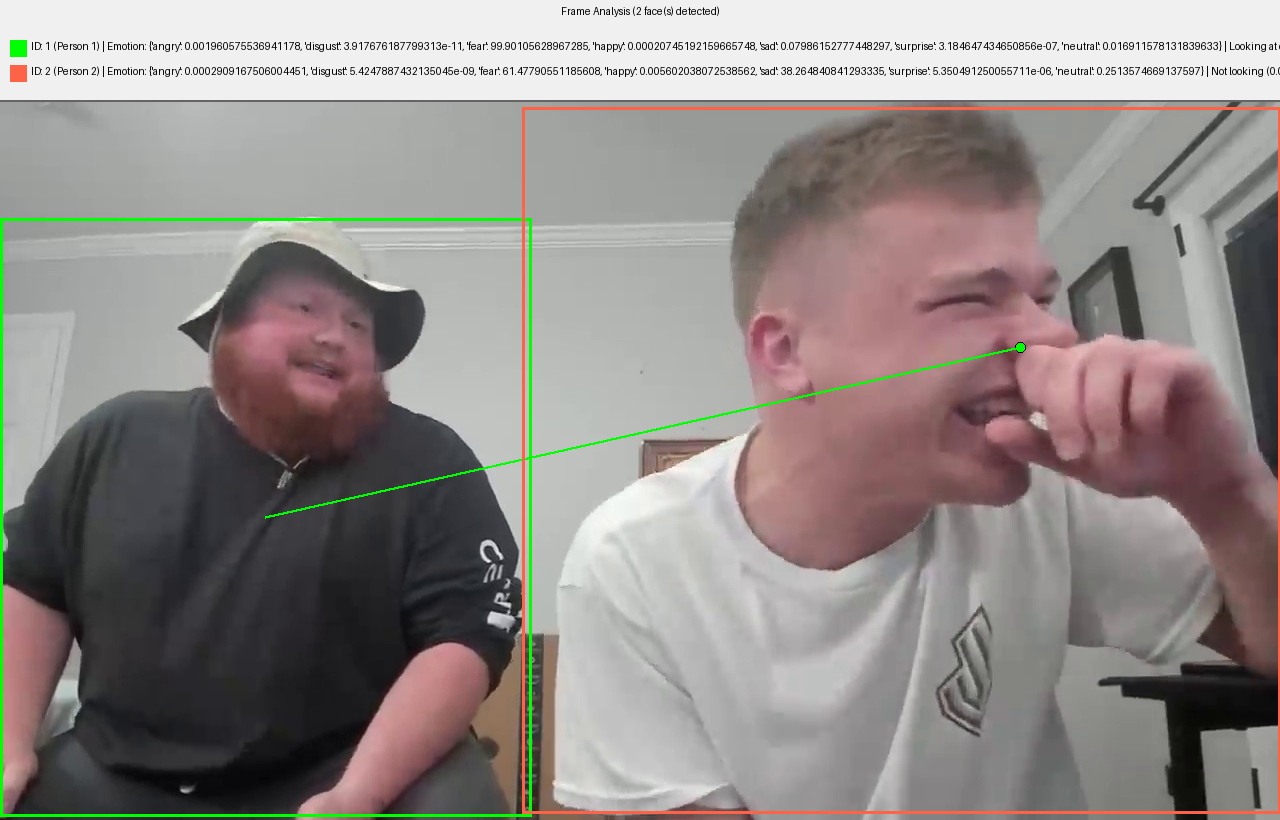 Frame Analysis (2 face(s) detected)
ID: 1 (Person 1) | Emotion: {'angry': 0.001960575536941178, 'disgust': 3.917676187799313e-11, 'fear': 99.90105628967285, 'happy': 0.00020745192159665748, 'sad': 0.07986152777448297, 'surprise': 3.184647434650856e-07, 'neutral': 0.016911578131839633} | Looking at
ID: 2 (Person 2) | Emotion: {'angry': 0.0002909167506004451, 'disgust': 5.4247887432135045e-09, 'fear': 61.47790551185608, 'happy': 0.005602038072538562, 'sad': 38.264840841293335, 'surprise': 5.350491250055711e-06, 'neutral': 0.2513574669137597} | Not looking (0.0